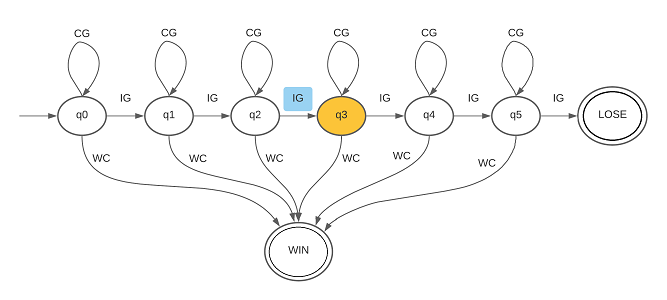 CG CG CG CG CG CG
IG IG IG IG IG IG
q0 q1 q2 q3 q4 q5 LOSE
WC WC WC WC WC WC
WIN